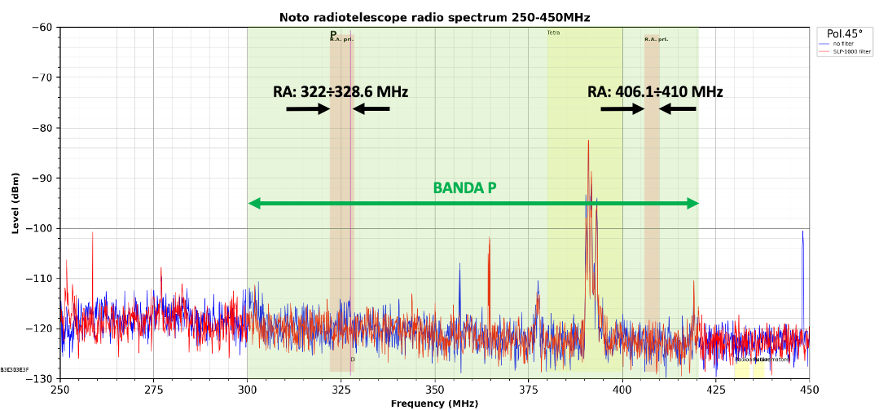 Noto radiotelescope radio spectrum 250-450MHz
Pol.45°
no filter
SLP-1000 filter
P
R.A. pri.
Tetra
R.A. pri.
RA: 322÷328.6 MHz
RA: 406.1÷410 MHz
BANDA P
Level (dBm)
−60
−70
−80
−90
−100
−110
−120
−130
D
250
275
300
325
350
375
400
425
450
Frequency (MHz)